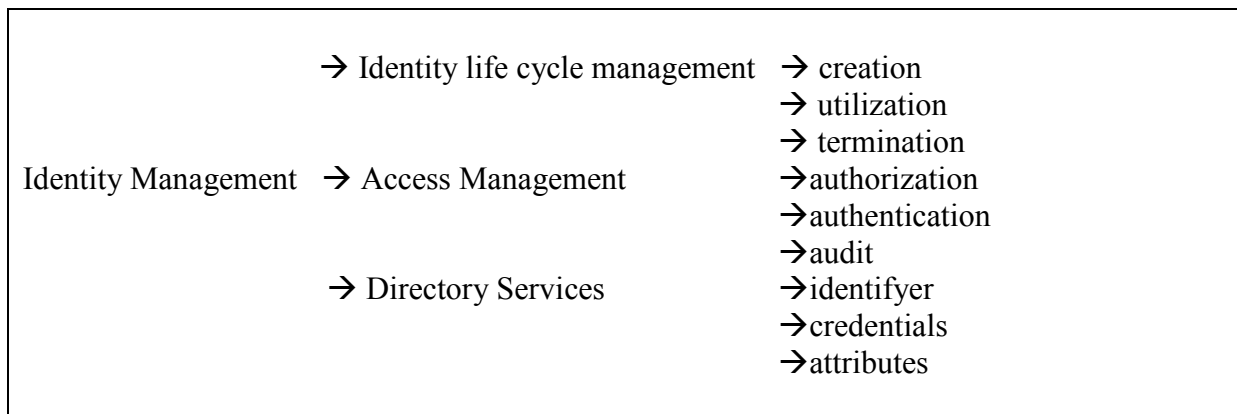 → Identity life cycle management → creation
→ utilization
→ termination
Identity Management → Access Management →authorization
→authentication
→audit
→ Directory Services →identifyer
→credentials
→attributes